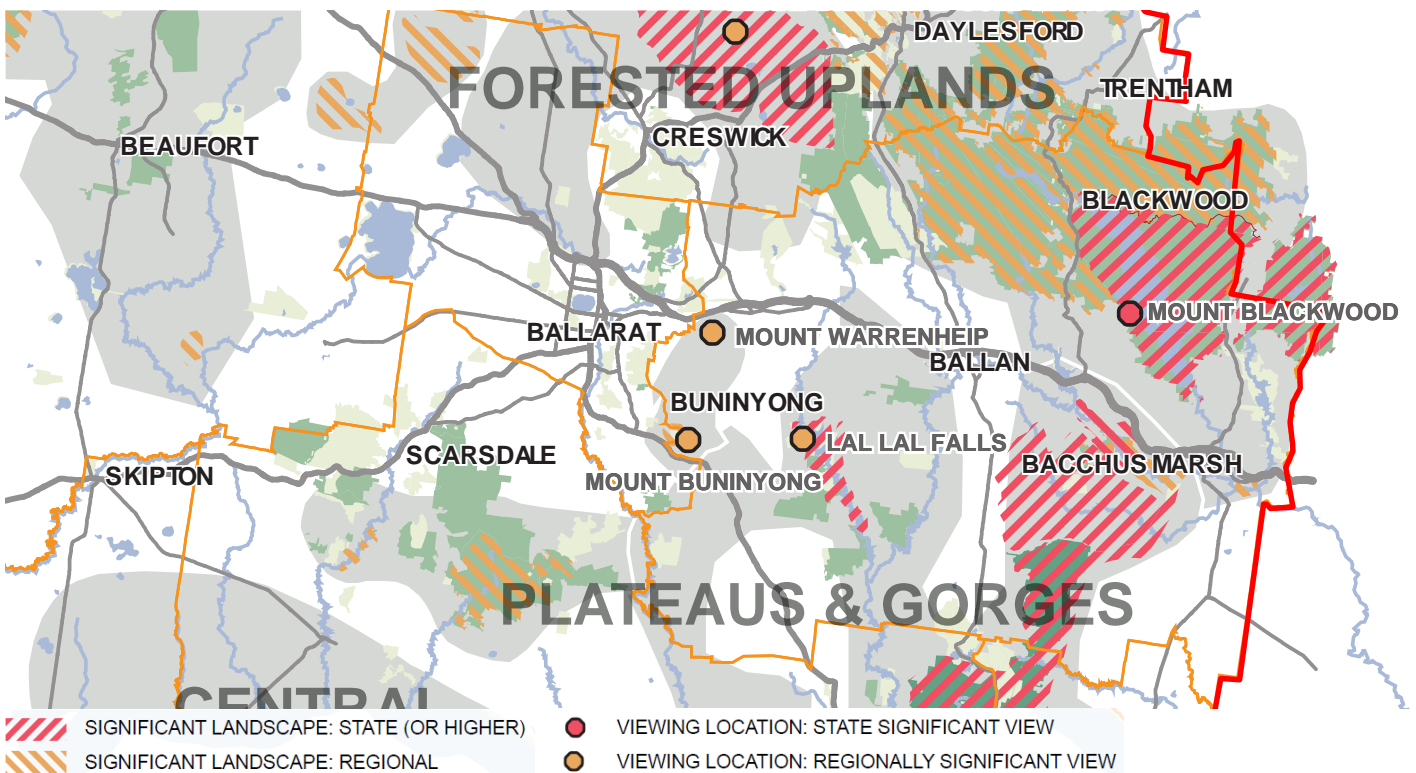 DAYLESFORD
FORESTED UPLANDS
TRENTHAM
BEAUFORT
CRESWICK
BLACKWOOD
MOUNT BLACKWOOD
BALLARAT
MOUNT WARRENHEIP
BALLAN
BUNINYONG
LAL LAL FALLS
SCARSDALE
BACCHUS MARSH
SKIPTON
MOUNT BUNINYONG
PLATEAUS & GORGES
CENTRAL
SIGNIFICANT LANDSCAPE: STATE (OR HIGHER)
VIEWING LOCATION: STATE SIGNIFICANT VIEW
SIGNIFICANT LANDSCAPE: REGIONAL
VIEWING LOCATION: REGIONALLY SIGNIFICANT VIEW